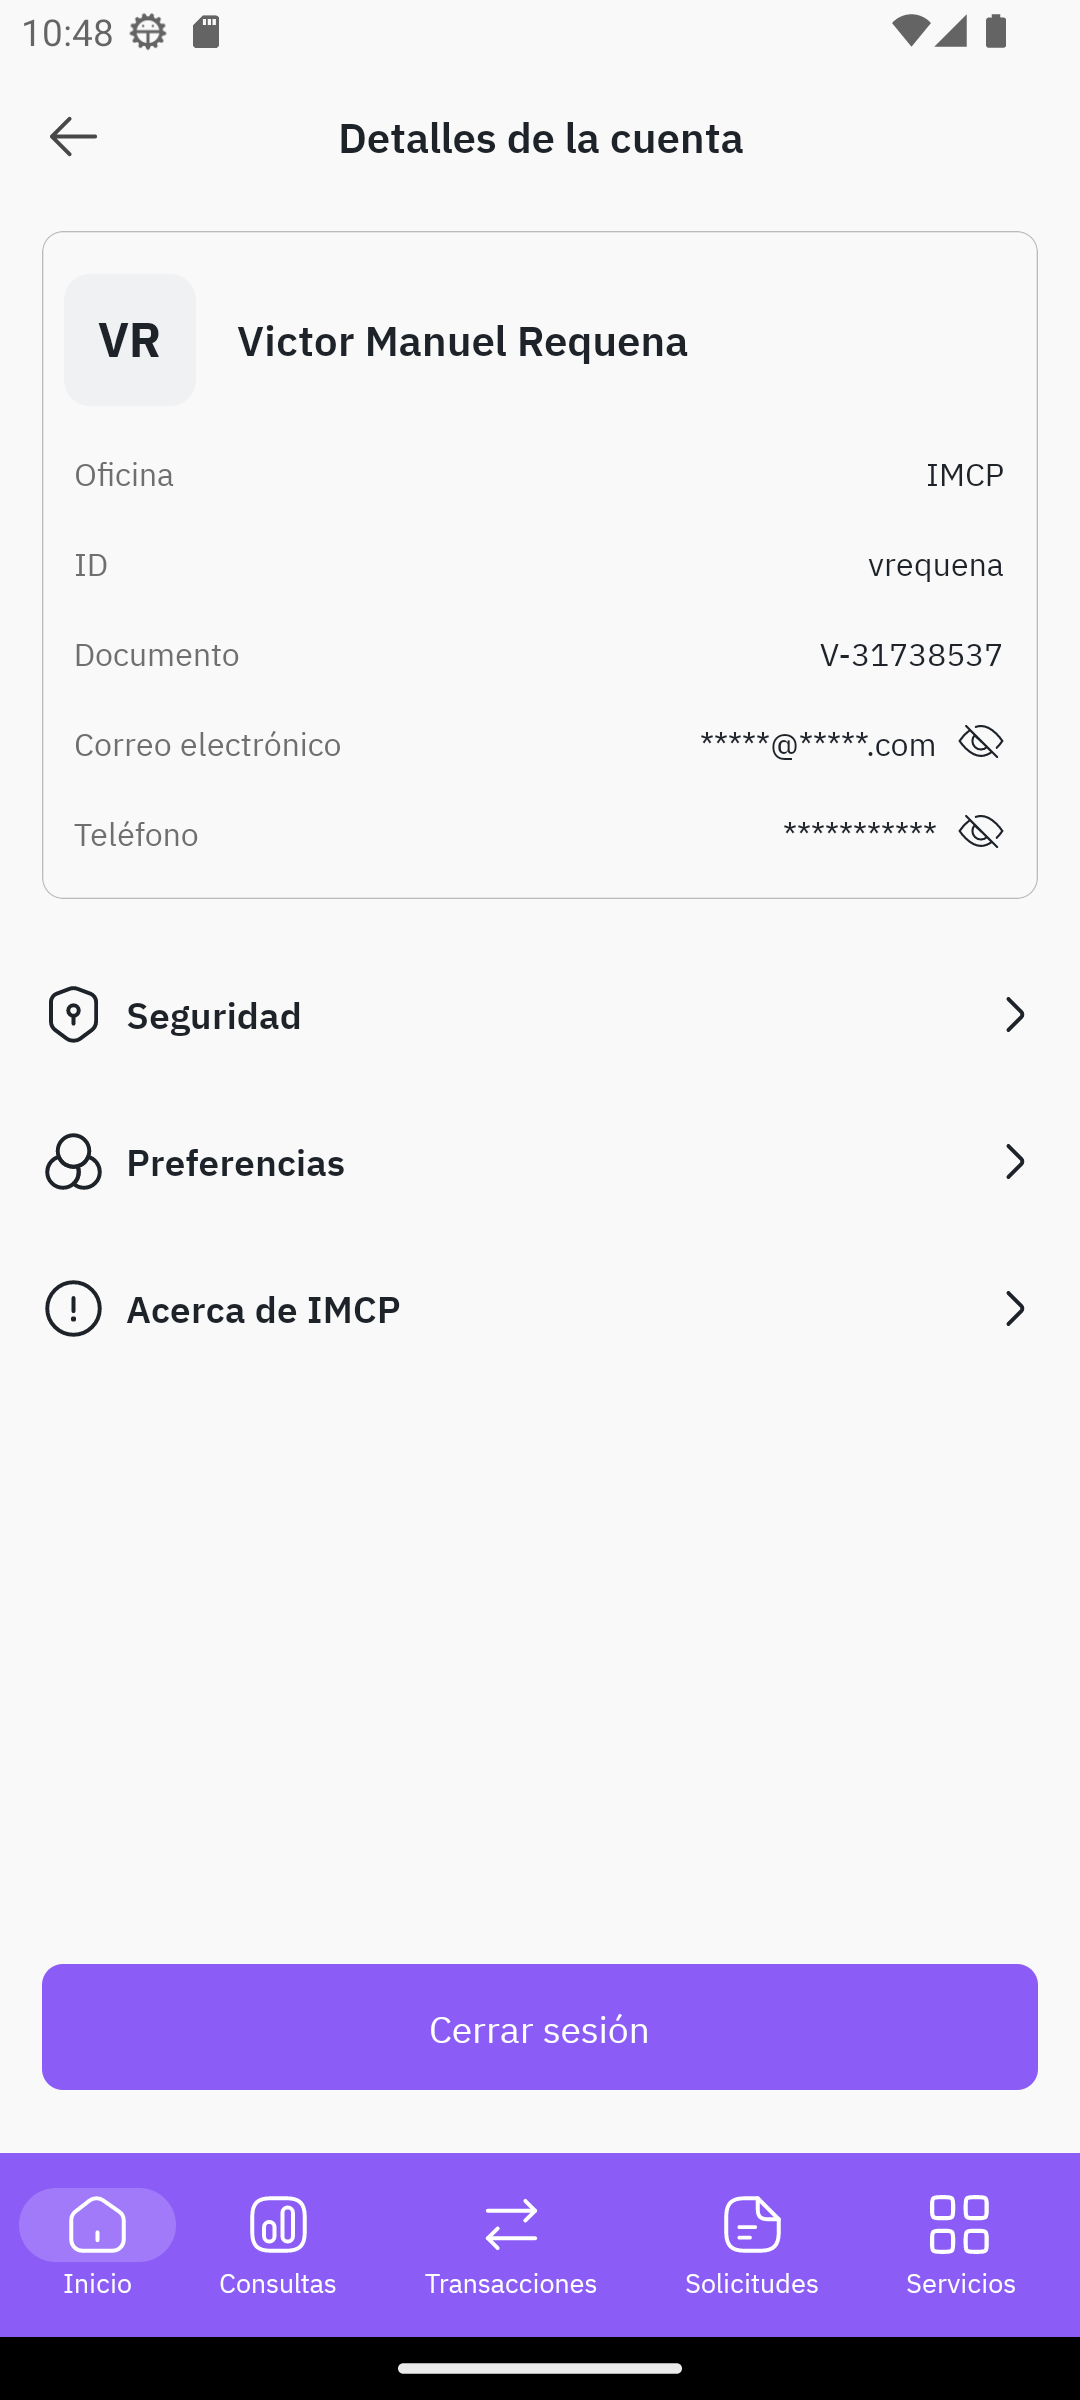 10:48
Detalles de la cuenta
VR
Victor Manuel Requena
Oficina IMCP
ID vrequena
Documento V-31738537
Correo electrónico *****@*****.com
Teléfono ***********
Seguridad
Preferencias
Acerca de IMCP
Cerrar sesión
Inicio Consultas Transacciones Solicitudes Servicios